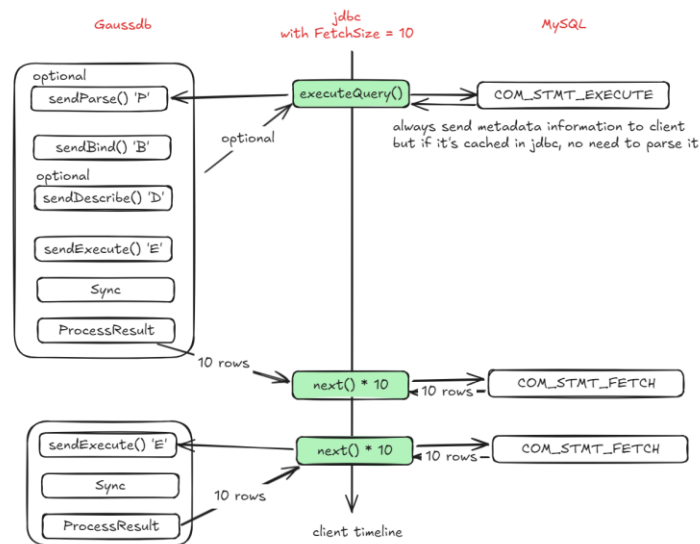 Gaussdb
jdbc
with FetchSize = 10
MySQL
optional
sendParse() 'P'
executeQuery()
COM_STMT_EXECUTE
always send metadata information to client
but if it's cached in jdbc, no need to parse it
optional
sendBind() 'B'
optional
sendDescribe() 'D'
sendExecute() 'E'
Sync
ProcessResult
10 rows
next() * 10
10 rows
COM_STMT_FETCH
sendExecute() 'E'
next() * 10
10 rows
COM_STMT_FETCH
Sync
10 rows
ProcessResult
client timeline